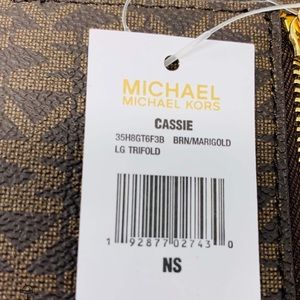 MICHAEL
MICHAEL KORS
CASSIE
35H8GT6F3B BRN/MARIGOLD
LG TRIFOLD
1 92877 02743 0
NS